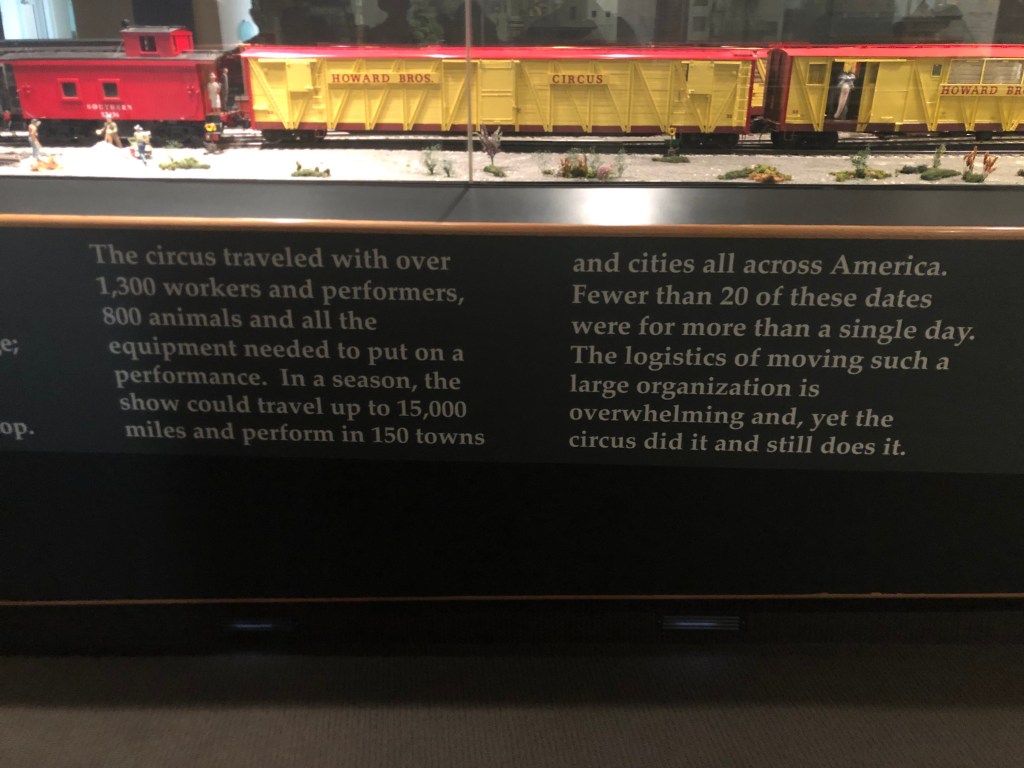 HOWARD BROS. CIRCUS
HOWARD BR
SOUTHERN
e;
op.
The circus traveled with over
1,300 workers and performers,
800 animals and all the
equipment needed to put on a
performance. In a season, the
show could travel up to 15,000
miles and perform in 150 towns
and cities all across America.
Fewer than 20 of these dates
were for more than a single day.
The logistics of moving such a
large organization is
overwhelming and, yet the
circus did it and still does it.